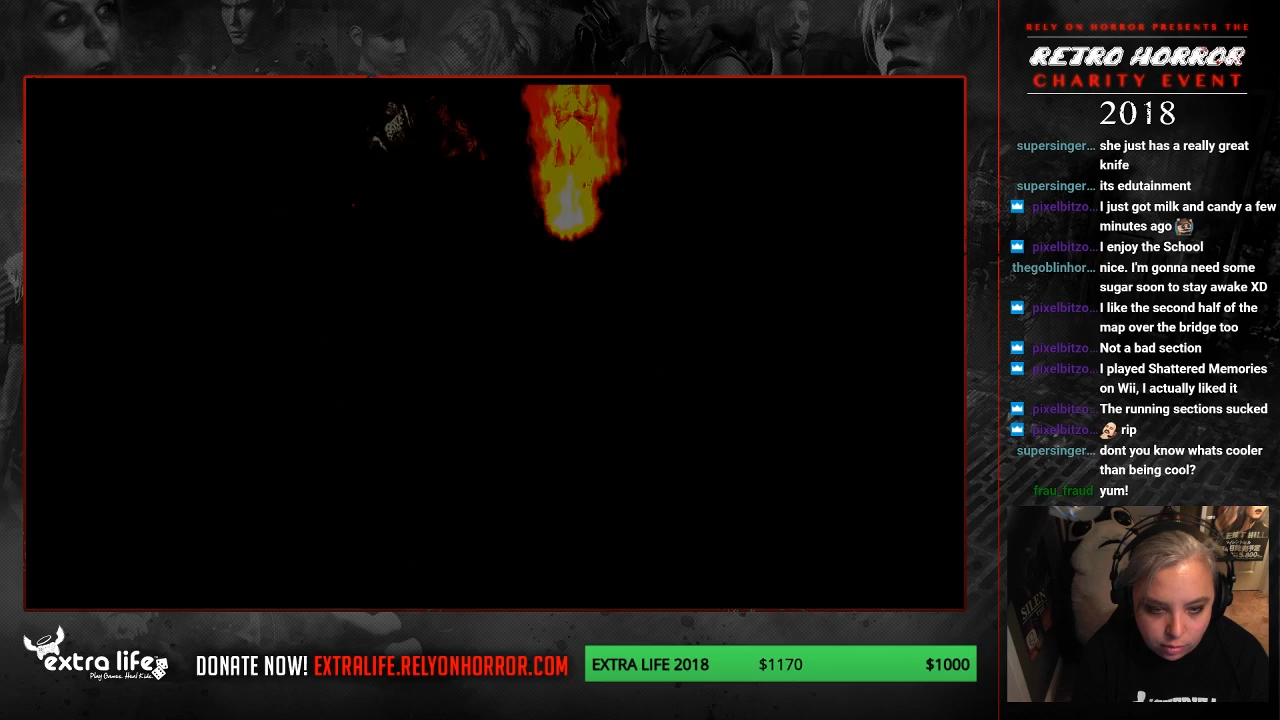 RELY ON HORROR PRESENTS THE
RETRO HORROR
CHARITY EVENT
2018
supersinger... she just has a really great
knife
supersinger... its edutainment
pixelbitzo... I just got milk and candy a few
minutes ago
pixelbitzo... I enjoy the School
thegoblinhor... nice. I'm gonna need some
sugar soon to stay awake XD
pixelbitzo... I like the second half of the
map over the bridge too
pixelbitzo... Not a bad section
pixelbitzo... I played Shattered Memories
on Wii, I actually liked it
pixelbitzo... The running sections sucked
pixelbitzo... rip
supersinger... dont you know whats cooler
than being cool?
frau_fraud yum!
extra life
Play Games. Heal Kids.
DONATE NOW! EXTRALIFE.RELYONHORROR.COM
EXTRA LIFE 2018 $1170 $1000